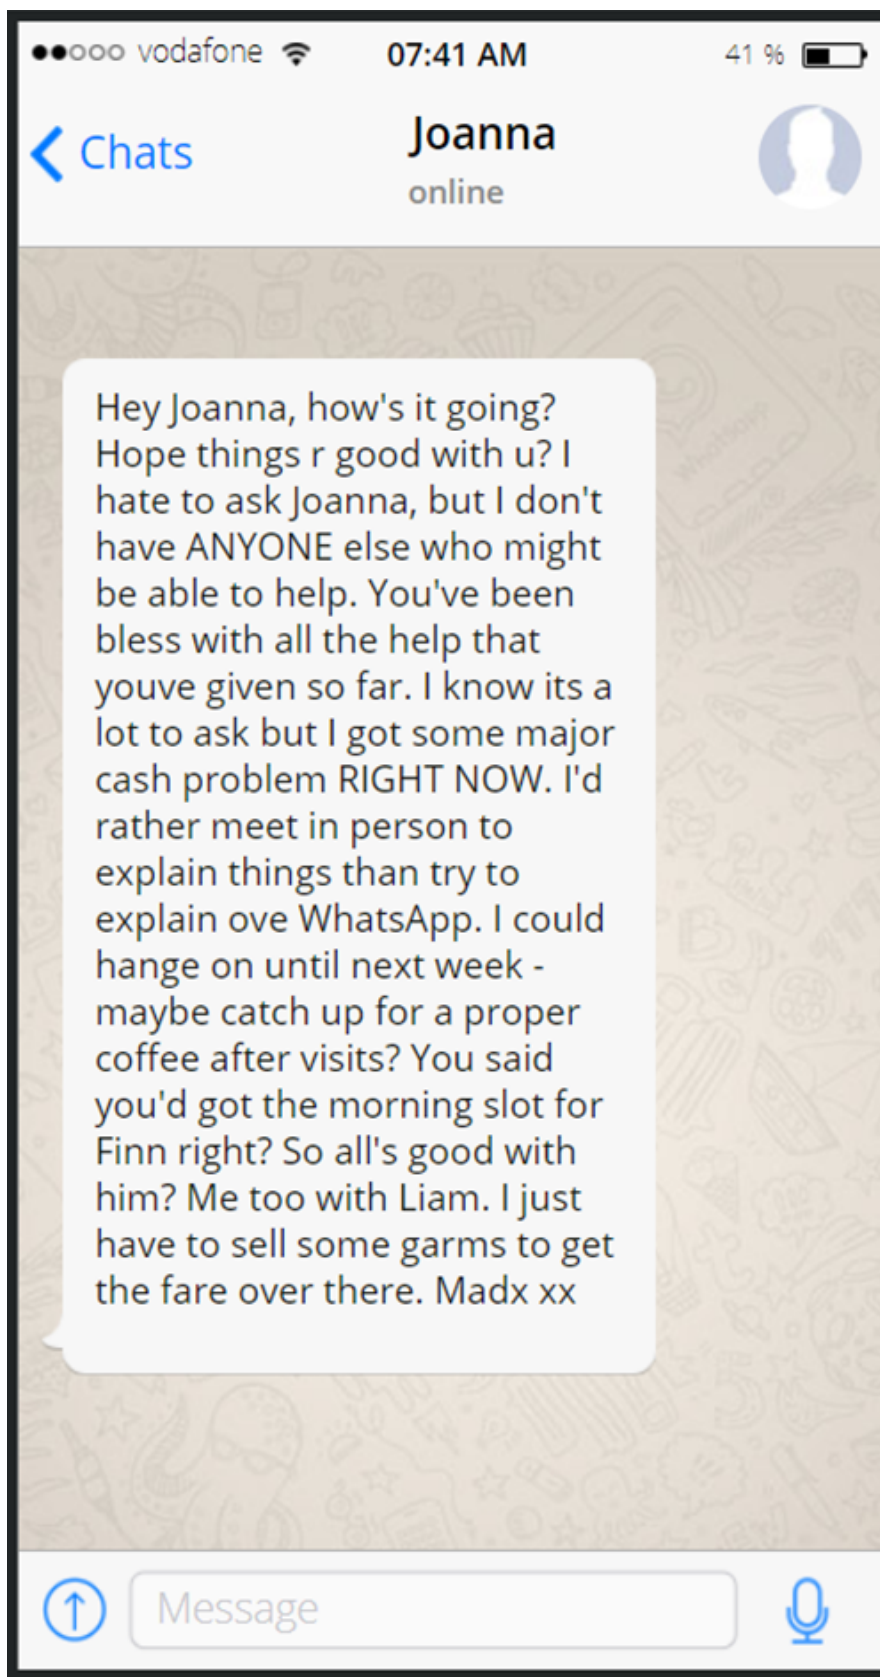 vodafone 07:41 AM 41 %
Chats Joanna
online
Hey Joanna, how's it going?
Hope things r good with u? I
hate to ask Joanna, but I don't
have ANYONE else who might
be able to help. You've been
bless with all the help that
youve given so far. I know its a
lot to ask but I got some major
cash problem RIGHT NOW. I'd
rather meet in person to
explain things than try to
explain ove WhatsApp. I could
hange on until next week -
maybe catch up for a proper
coffee after visits? You said
you'd got the morning slot for
Finn right? So all's good with
him? Me too with Liam. I just
have to sell some garms to get
the fare over there. Madx xx
Whatsapp
Message